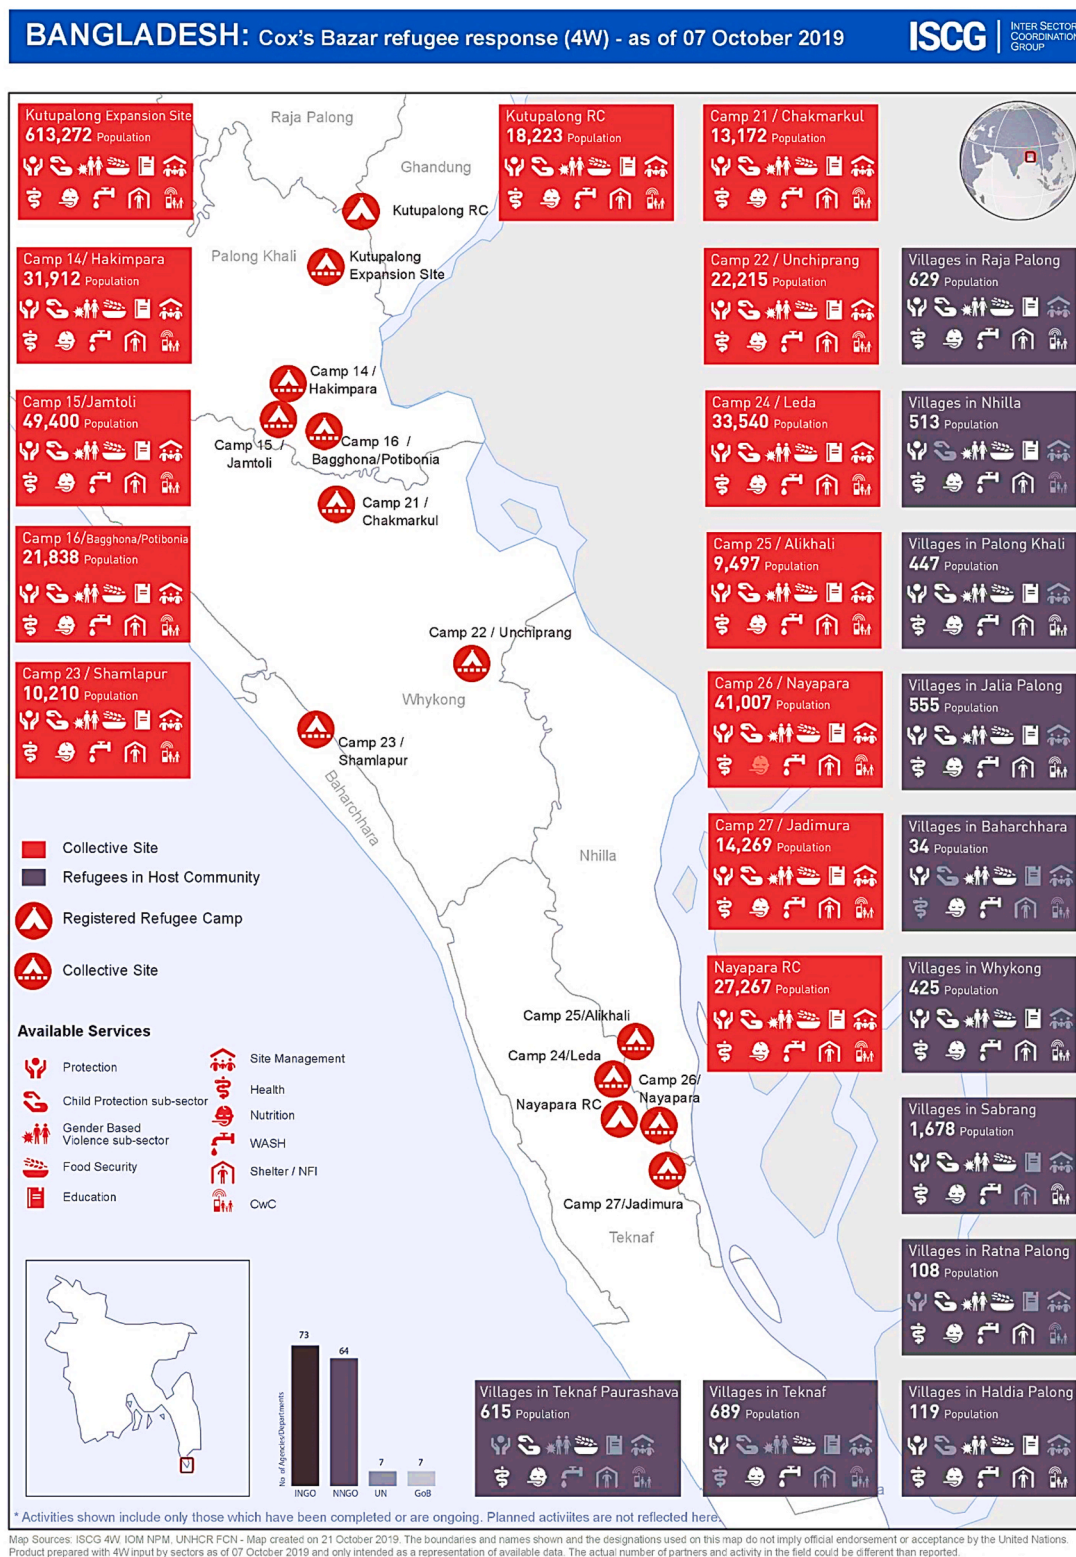 BANGLADESH: Cox's Bazar refugee response (4W) - as of 07 October 2019
ISCG
INTER SECTOR
COORDINATION
GROUP
Kutupalong Expansion Site
613,272 Population
Raja Palong
Ghandung
Kutupalong RC
18,223 Population
Camp 21 / Chakmarkul
13,172 Population
Kutupalong RC
Camp 14/ Hakimpara
31,912 Population
Palong Khali
Kutupalong
Expansion SIte
Camp 22 / Unchiprang
22,215 Population
Villages in Raja Palong
629 Population
Camp 14 /
Hakimpara
Camp 15/Jamtoli
49,400 Population
Camp 15 /
Jamtoli
Camp 16 /
Bagghona/Potibonia
Camp 24 / Leda
33,540 Population
Villages in Nhilla
513 Population
Camp 21 /
Chakmarkul
Camp 16/Bagghona/Potibonia
21,838 Population
Camp 25 / Alikhali
9,497 Population
Villages in Palong Khali
447 Population
Camp 22 / Unchiprang
Camp 23 / Shamlapur
10,210 Population
Whykong
Camp 26 / Nayapara
41,007 Population
Villages in Jalia Palong
555 Population
Camp 23 /
Shamlapur
Baharchhara
Nhilla
Camp 27 / Jadimura
14,269 Population
Villages in Baharchhara
34 Population
Collective Site
Refugees in Host Community
Registered Refugee Camp
Collective Site
Nayapara RC
27,267 Population
Villages in Whykong
425 Population
Camp 25/Alikhali
Camp 24/Leda
Camp 26/
Nayapara
Nayapara RC
Camp 27/Jadimura
Teknaf
Available Services
Protection
Child Protection sub-sector
Gender Based
Violence sub-sector
Food Security
Education
Site Management
Health
Nutrition
WASH
Shelter / NFI
CwC
Villages in Sabrang
1,678 Population
Villages in Ratna Palong
108 Population
No of Agencies/Departments
73
64
7
7
INGO
NNGO
UN
GoB
Villages in Teknaf Paurashava
615 Population
Villages in Teknaf
689 Population
Villages in Haldia Palong
119 Population
* Activities shown include only those which have been completed or are ongoing. Planned activiites are not reflected here.
Map Sources: ISCG 4W, IOM NPM, UNHCR FCN - Map created on 21 October 2019. The boundaries and names shown and the designations used on this map do not imply official endorsement or acceptance by the United Nations.
Product prepared with 4W input by sectors as of 07 October 2019 and only intended as a representation of available data. The actual number of partners and activity in the field could be different than reported.